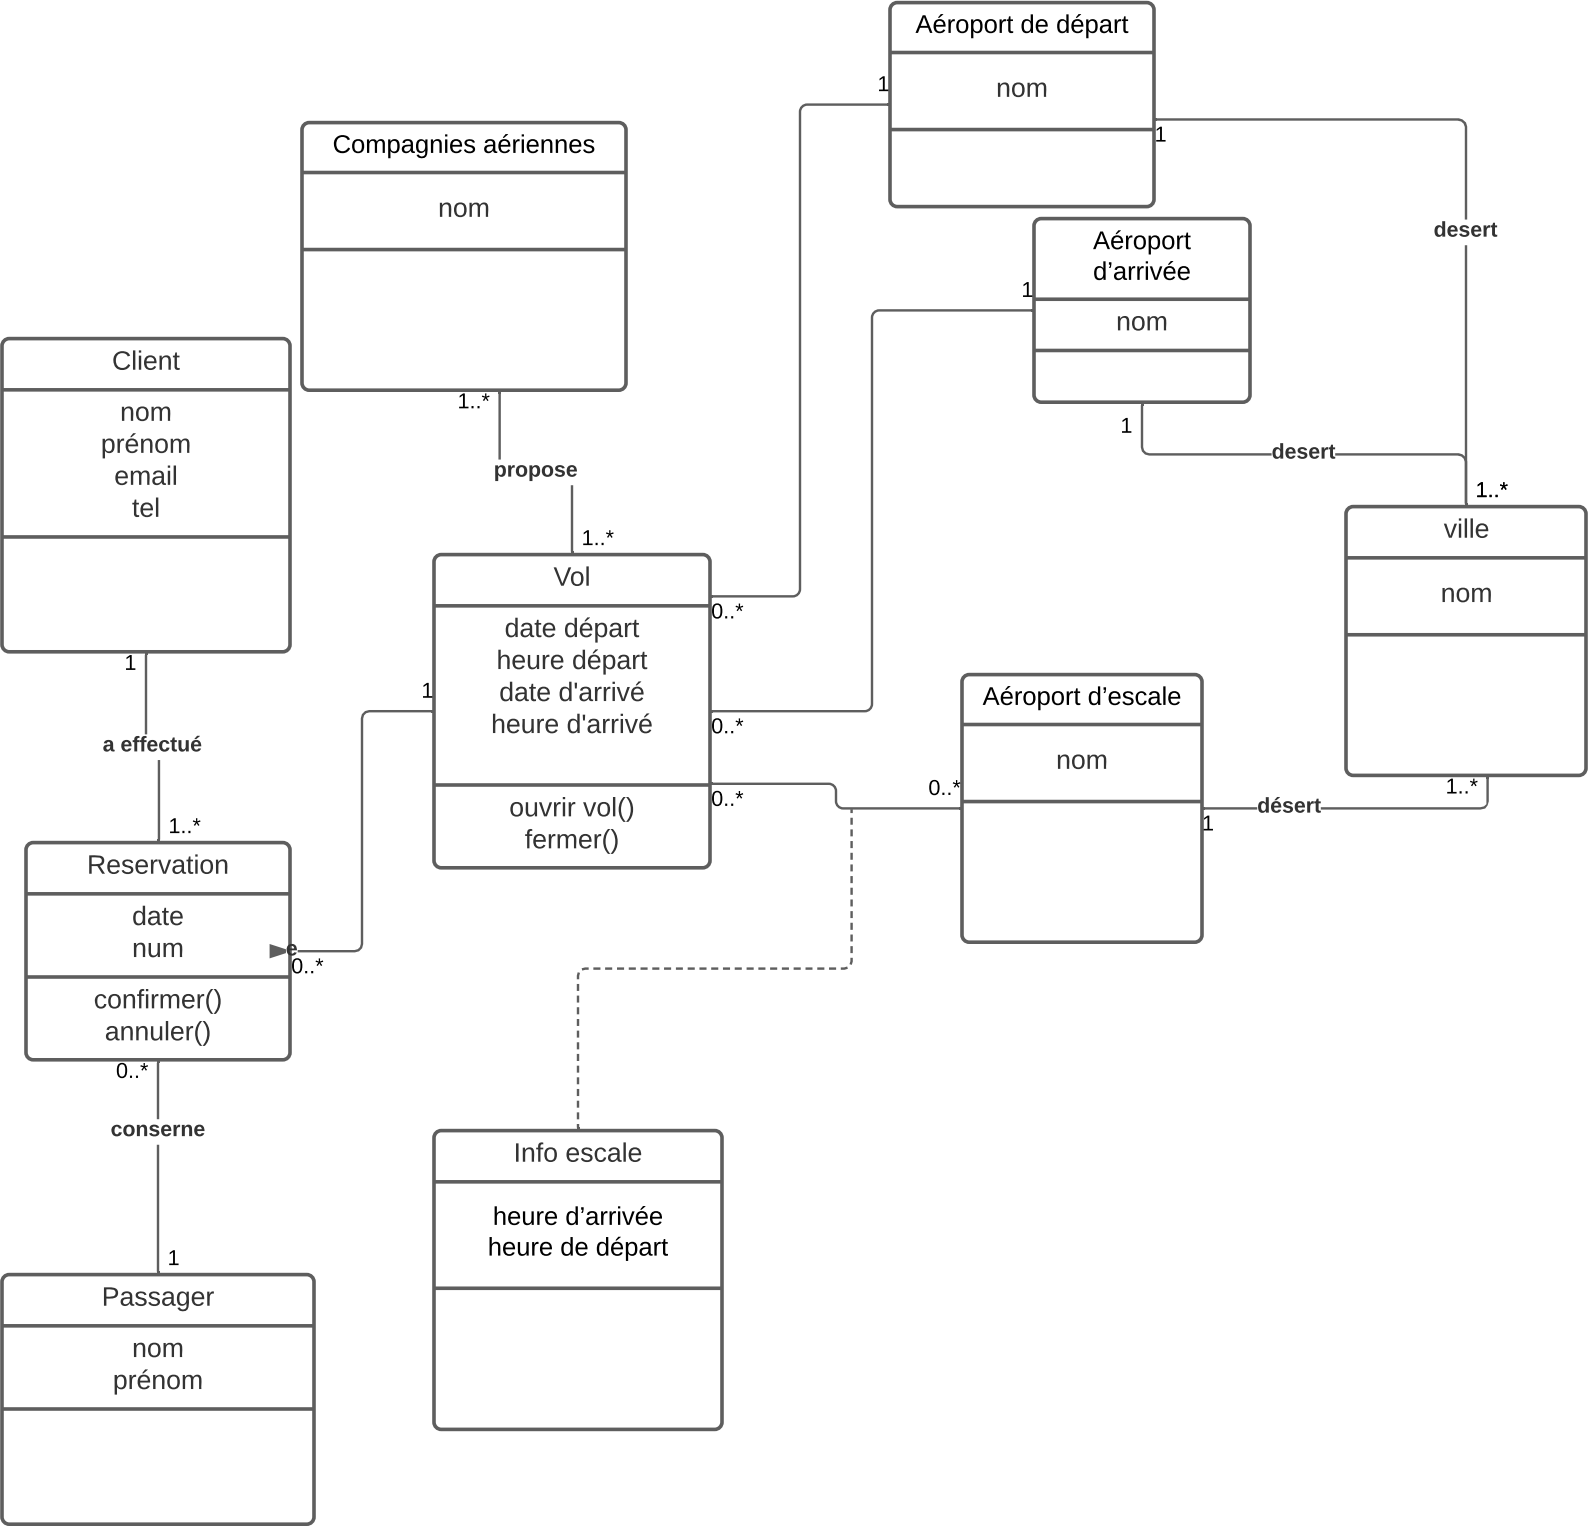 Aéroport de départ
nom
1
1
desert
Compagnies aériennes
nom
1..*
propose
1..*
Aéroport
d’arrivée
nom
1
1
desert
1..*
Client
nom
prénom
email
tel
1
a effectué
1..*
Vol
date départ
heure départ
date d'arrivé
heure d'arrivé
ouvrir vol()
fermer()
1
0..*
0..*
0..*
ville
nom
1..*
Aéroport d’escale
nom
0..*
1
désert
Reservation
date
num
confirmer()
annuler()
e
0..*
0..*
conserne
1
Info escale
heure d’arrivée
heure de départ
Passager
nom
prénom